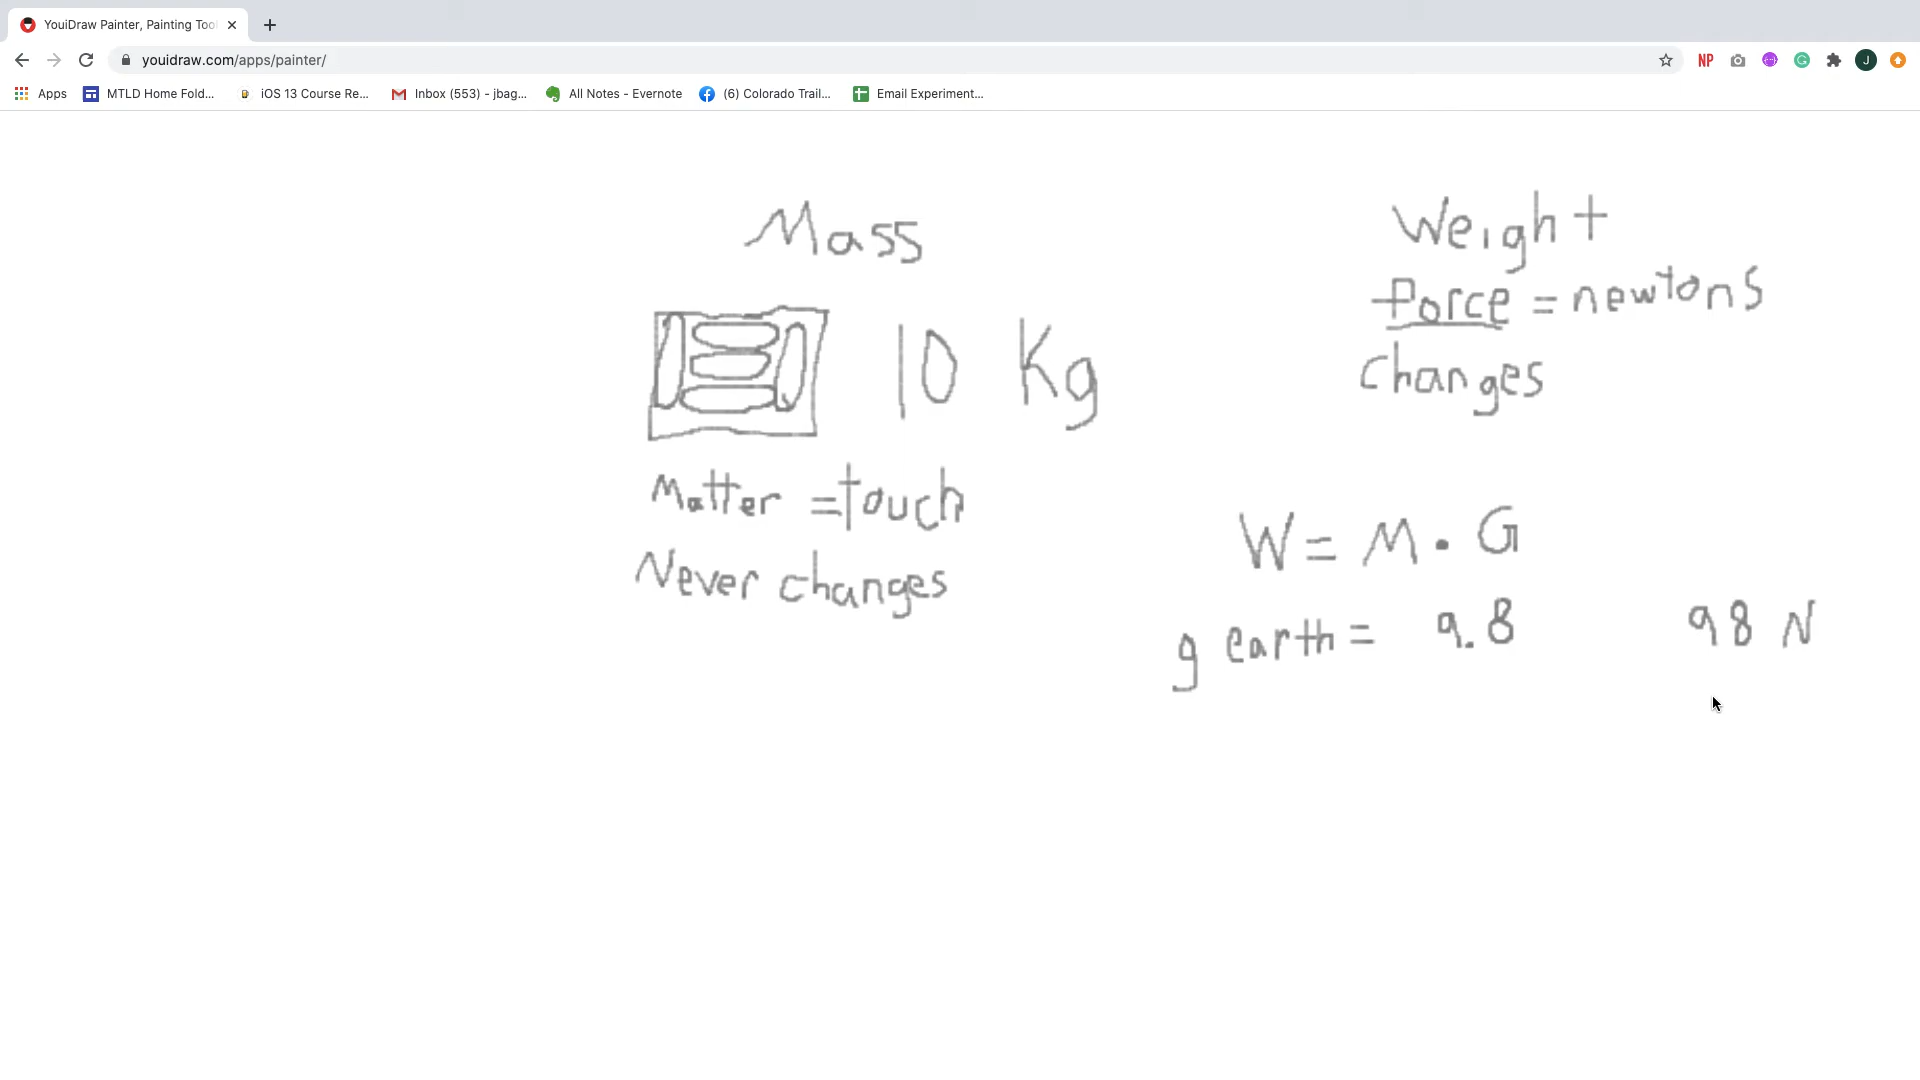 YouiDraw Painter, Painting Too
youidraw.com/apps/painter/
NP
J
Apps
MTLD Home Fold...
iOS 13 Course Re...
Inbox (553) - jbag...
All Notes - Evernote
(6) Colorado Trail...
Email Experiment...
Mass
10 Kg
Matter = touch
Never changes
Weight
Force = newtons
changes
W = M · G
g earth = 9.8
98 N